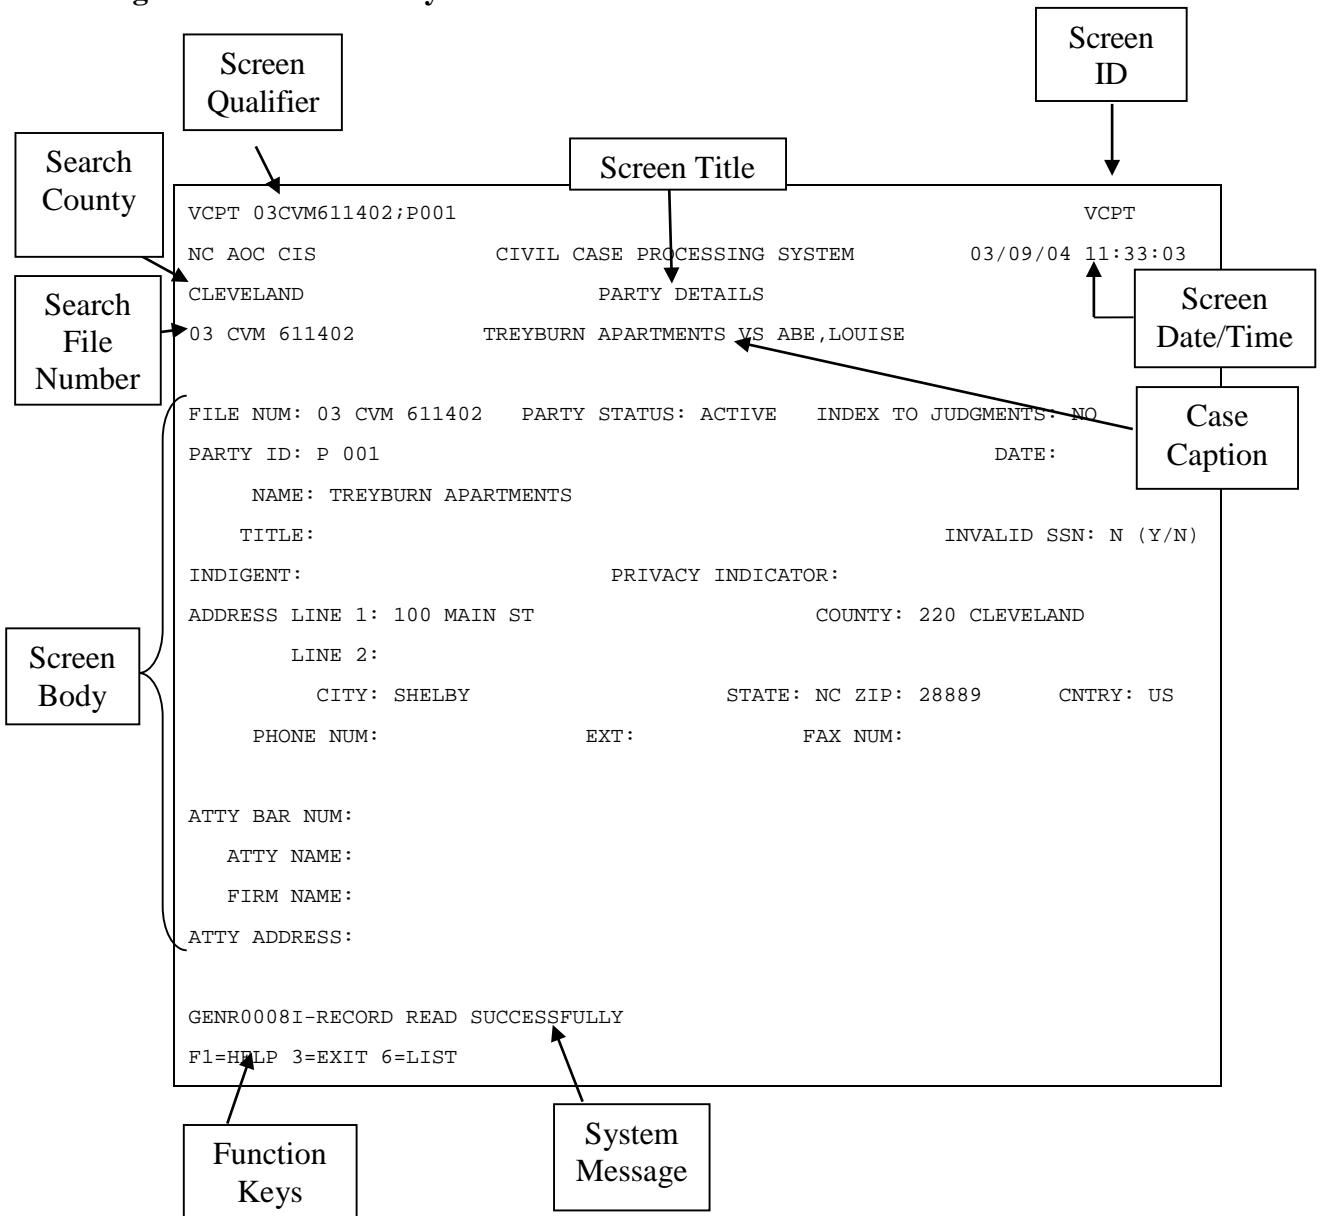 Screen
ID
Screen
Qualifier
Search
County
Screen Title
VCPT 03CVM611402;P001 VCPT
NC AOC CIS CIVIL CASE PROCESSING SYSTEM 03/09/04 11:33:03
CLEVELAND PARTY DETAILS
Search
File
Number
Screen
Date/Time
03 CVM 611402 TREYBURN APARTMENTS VS ABE,LOUISE
FILE NUM: 03 CVM 611402 PARTY STATUS: ACTIVE INDEX TO JUDGMENTS: NO
Case
Caption
PARTY ID: P 001 DATE:
NAME: TREYBURN APARTMENTS
TITLE: INVALID SSN: N (Y/N)
INDIGENT: PRIVACY INDICATOR:
ADDRESS LINE 1: 100 MAIN ST COUNTY: 220 CLEVELAND
Screen
Body
LINE 2:
CITY: SHELBY STATE: NC ZIP: 28889 CNTRY: US
PHONE NUM: EXT: FAX NUM:
ATTY BAR NUM:
ATTY NAME:
FIRM NAME:
ATTY ADDRESS:
GENR0008I-RECORD READ SUCCESSFULLY
F1=HELP 3=EXIT 6=LIST
Function
Keys
System
Message